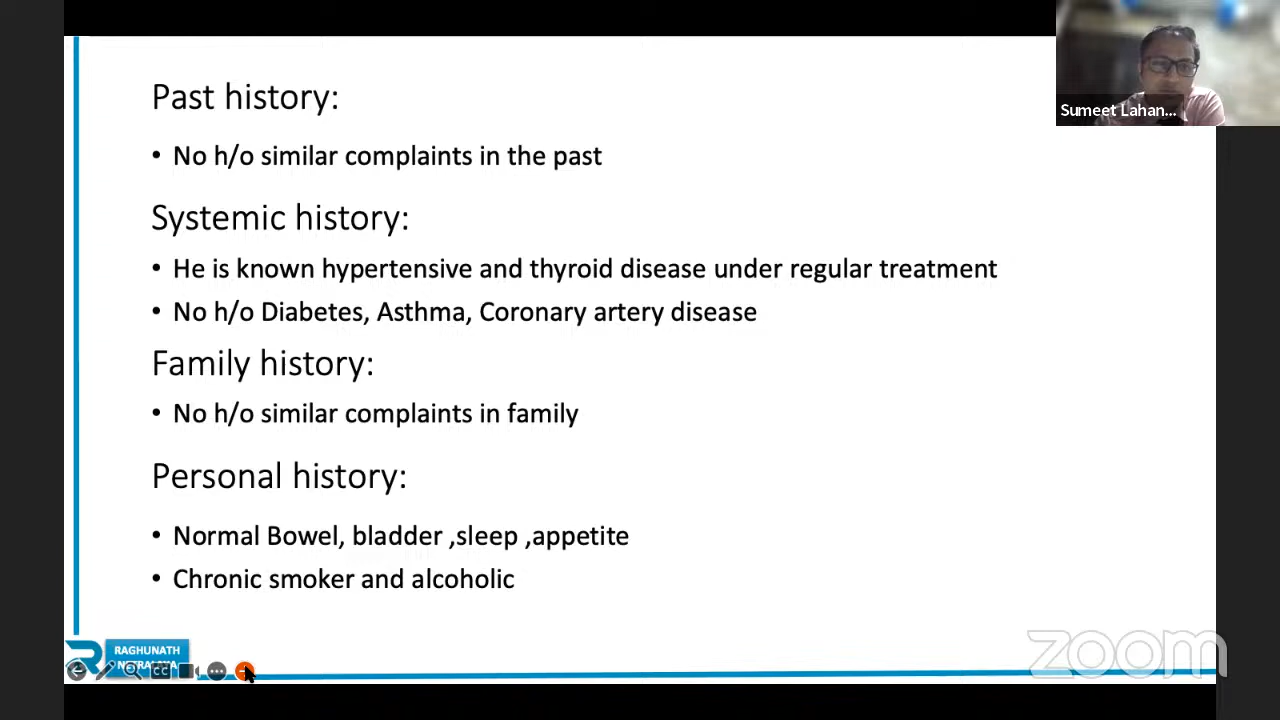 Past history:
• No h/o similar complaints in the past
Systemic history:
• He is known hypertensive and thyroid disease under regular treatment
• No h/o Diabetes, Asthma, Coronary artery disease
Family history:
• No h/o similar complaints in family
Personal history:
• Normal Bowel, bladder ,sleep ,appetite
• Chronic smoker and alcoholic
Sumeet Lahan...
RAGHUNATH
CC
zoom